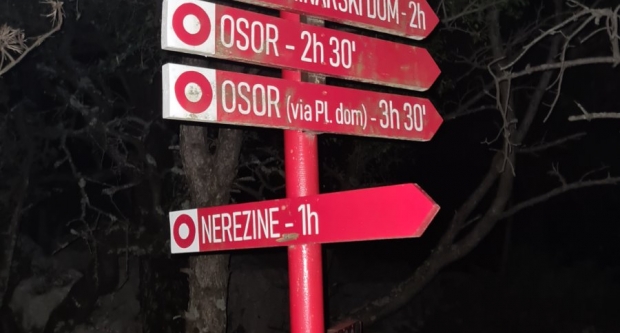 DOM - 2h
OSOR - 2h 30'
OSOR (via Pl. dom) - 3h 30'
NEREZINE - 1h